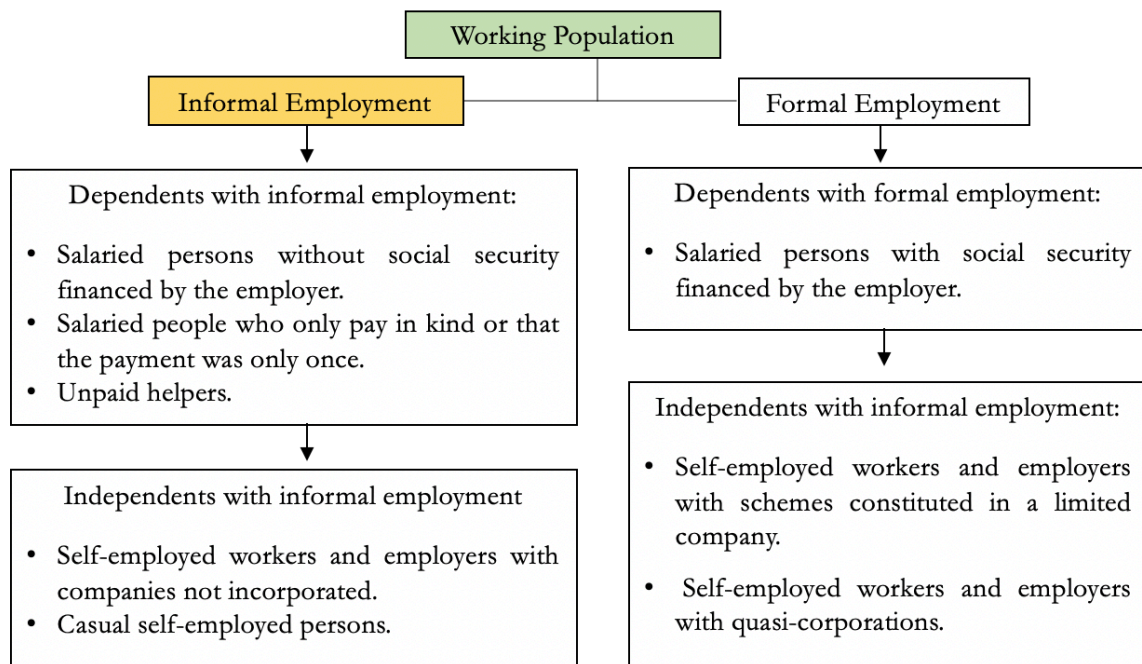 Working Population
Informal Employment
Formal Employment
Dependents with informal employment:
• Salaried persons without social security
financed by the employer.
• Salaried people who only pay in kind or that
the payment was only once.
• Unpaid helpers.
Independents with informal employment
• Self-employed workers and employers with
companies not incorporated.
• Casual self-employed persons.
Dependents with formal employment:
• Salaried persons with social security
financed by the employer.
Independents with informal employment:
• Self-employed workers and employers
with schemes constituted in a limited
company.
• Self-employed workers and employers
with quasi-corporations.